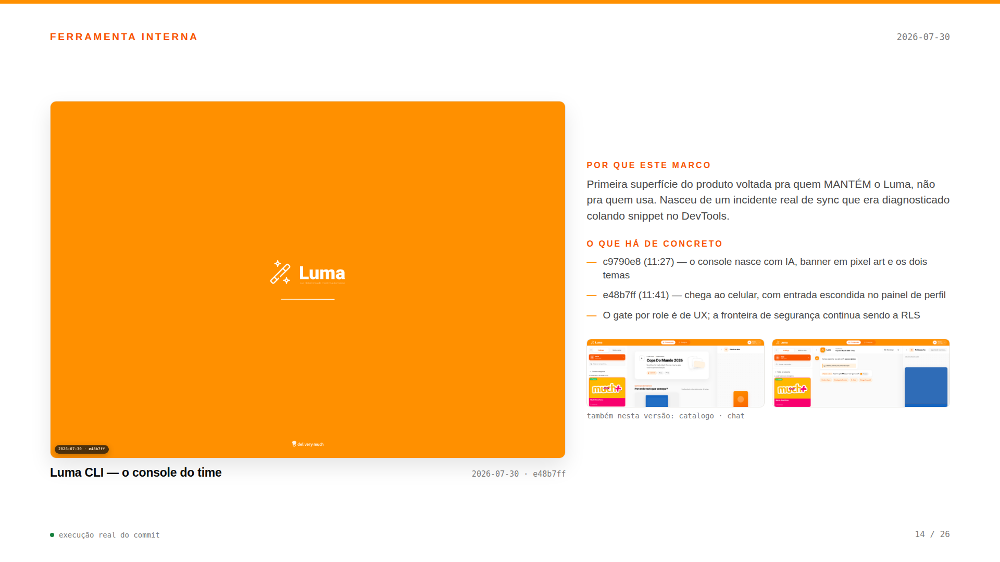 FERRAMENTA INTERNA
2026-07-30
Luma
delivery much
2026-07-30 · e48b7ff
Luma CLI — o console do time
2026-07-30 · e48b7ff
POR QUE ESTE MARCO
Primeira superfície do produto voltada pra quem MANTÉM o Luma, não
pra quem usa. Nasceu de um incidente real de sync que era diagnosticado
colando snippet no DevTools.
O QUE HÁ DE CONCRETO
— c9790e8 (11:27) — o console nasce com IA, banner em pixel art e os dois
temas
— e48b7ff (11:41) — chega ao celular, com entrada escondida no painel de perfil
— O gate por role é de UX; a fronteira de segurança continua sendo a RLS
Luma
Copa Do Mundo 2026
Por onde você quer começar?
much+
Luma
much+
também nesta versão: catalogo · chat
execução real do commit
14 / 26